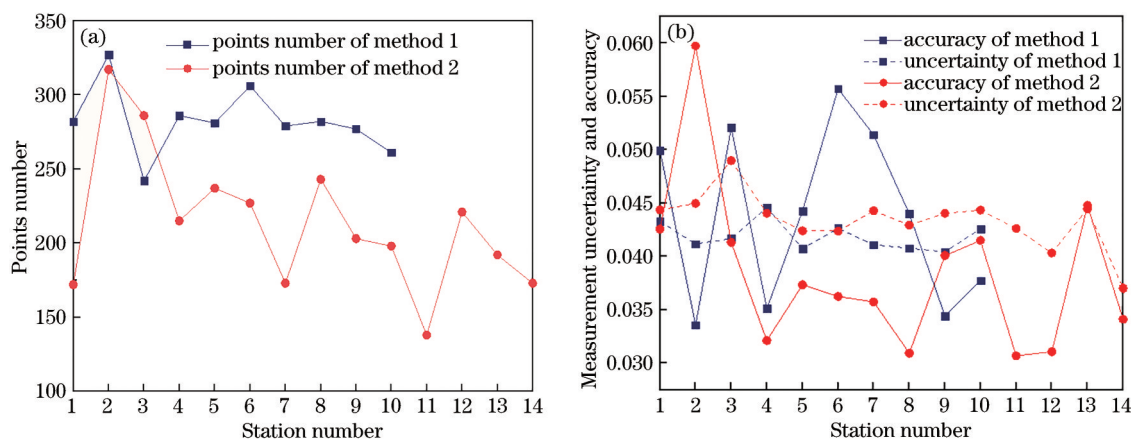 (a)
points number of method 1
points number of method 2
Points number
350
300
250
200
150
100
1 2 3 4 5 6 7 8 9 10 11 12 13 14
Station number
(b)
accuracy of method 1
uncertainty of method 1
accuracy of method 2
uncertainty of method 2
Measurement uncertainty and accuracy
0.060
0.055
0.050
0.045
0.040
0.035
0.030
1 2 3 4 5 6 7 8 9 10 11 12 13 14
Station number